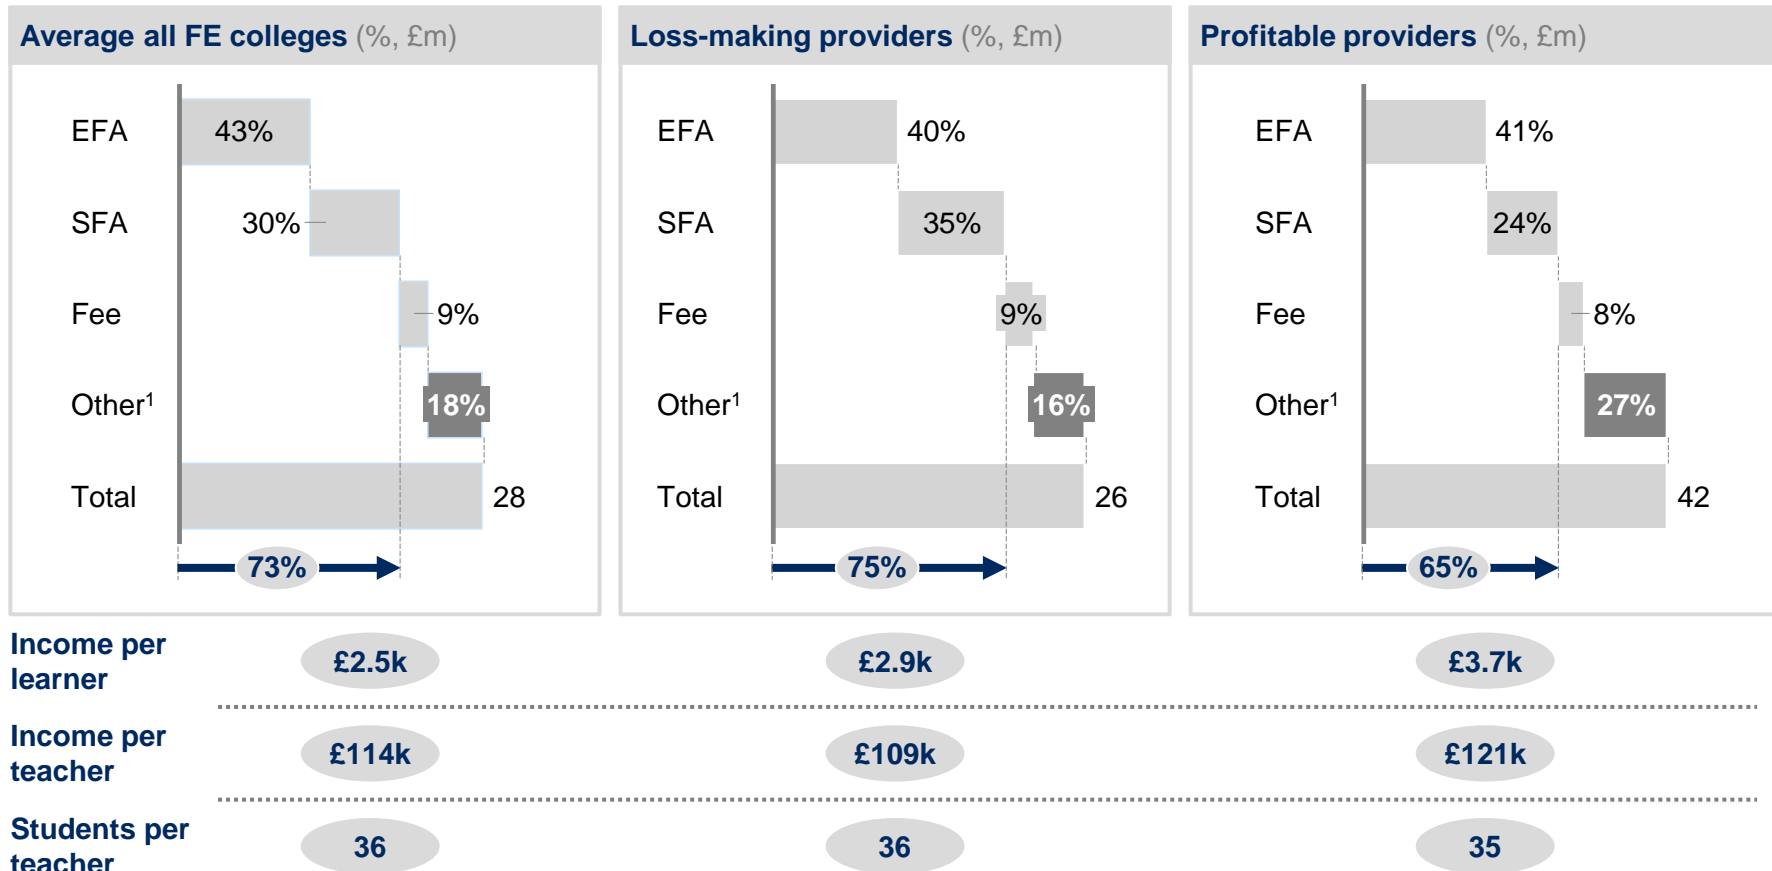 Average all FE colleges (%, £m)
EFA 43%
SFA 30%
Fee 9%
Other¹ 18%
Total 28
73%
Loss-making providers (%, £m)
EFA 40%
SFA 35%
Fee 9%
Other¹ 16%
Total 26
75%
Profitable providers (%, £m)
EFA 41%
SFA 24%
Fee 8%
Other¹ 27%
Total 42
65%
Income per
learner
£2.5k £2.9k £3.7k
Income per
teacher
£114k £109k £121k
Students per
teacher
36 36 35